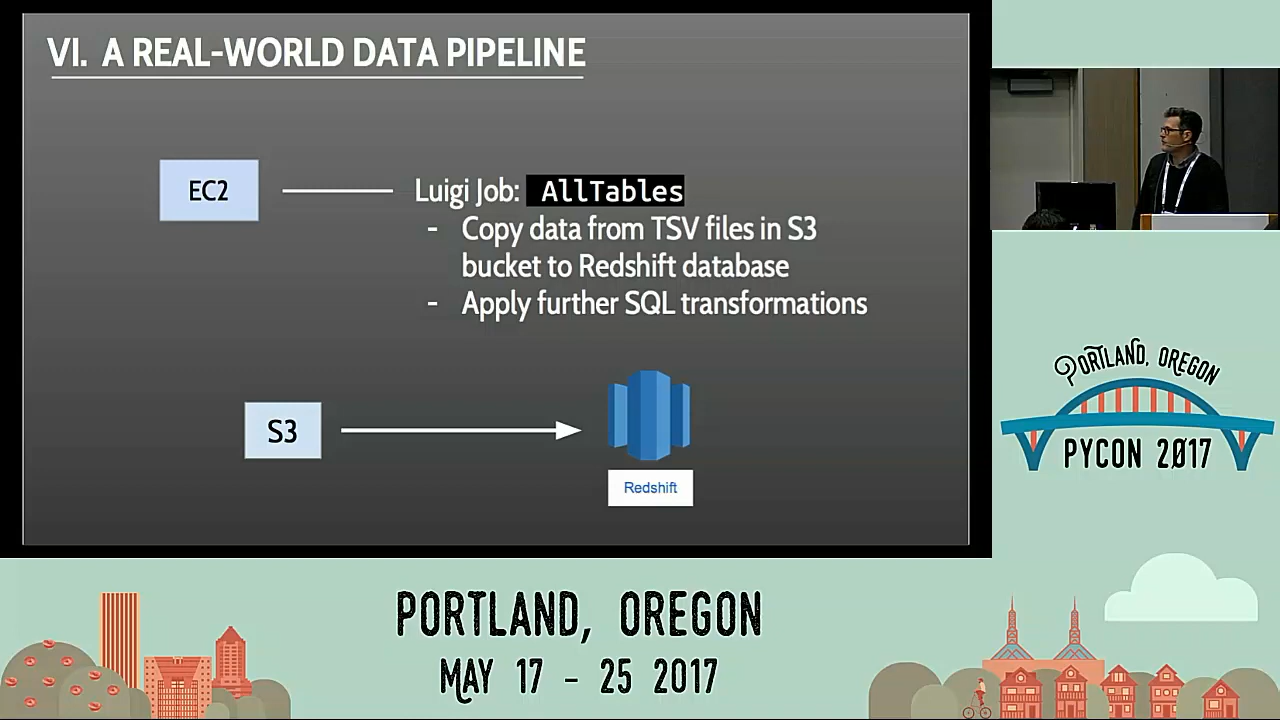 VI. A REAL-WORLD DATA PIPELINE
EC2
Luigi Job: AllTables
- Copy data from TSV files in S3
bucket to Redshift database
- Apply further SQL transformations
S3
Redshift
PORTLAND, OREGON
PYCON 2017
PORTLAND, OREGON
MAY 17 - 25 2017